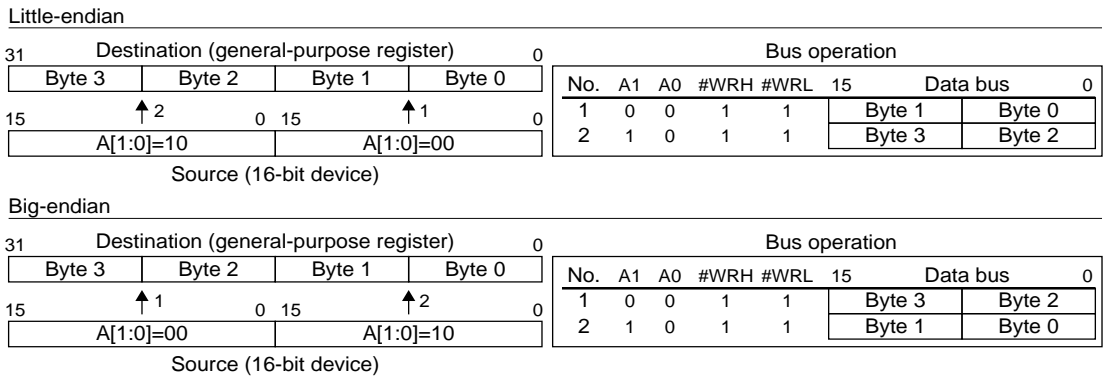 Little-endian
31 Destination (general-purpose register) 0 Bus operation
Byte 3 Byte 2 Byte 1 Byte 0 No. A1 A0 #WRH #WRL 15 Data bus 0
1 0 0 1 1 Byte 1 Byte 0
15 2 0 15 1 0
2 1 0 1 1 Byte 3 Byte 2
A[1:0]=10 A[1:0]=00
Source (16-bit device)
Big-endian
31 Destination (general-purpose register) 0 Bus operation
Byte 3 Byte 2 Byte 1 Byte 0 No. A1 A0 #WRH #WRL 15 Data bus 0
1 0 0 1 1 Byte 3 Byte 2
15 1 0 15 2 0
2 1 0 1 1 Byte 1 Byte 0
A[1:0]=00 A[1:0]=10
Source (16-bit device)